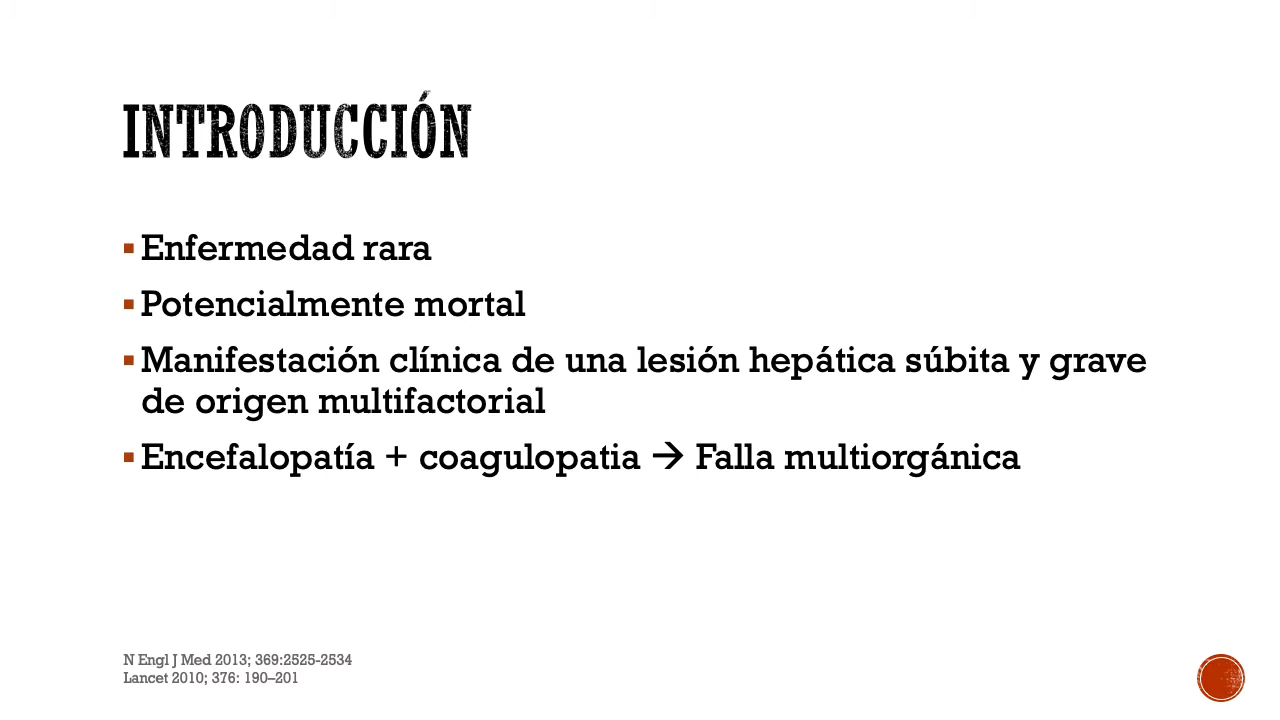 INTRODUCCIÓN
▪ Enfermedad rara
▪ Potencialmente mortal
▪ Manifestación clínica de una lesión hepática súbita y grave
de origen multifactorial
▪ Encefalopatía + coagulopatia → Falla multiorgánica
N Engl J Med 2013; 369:2525-2534
Lancet 2010; 376: 190–201